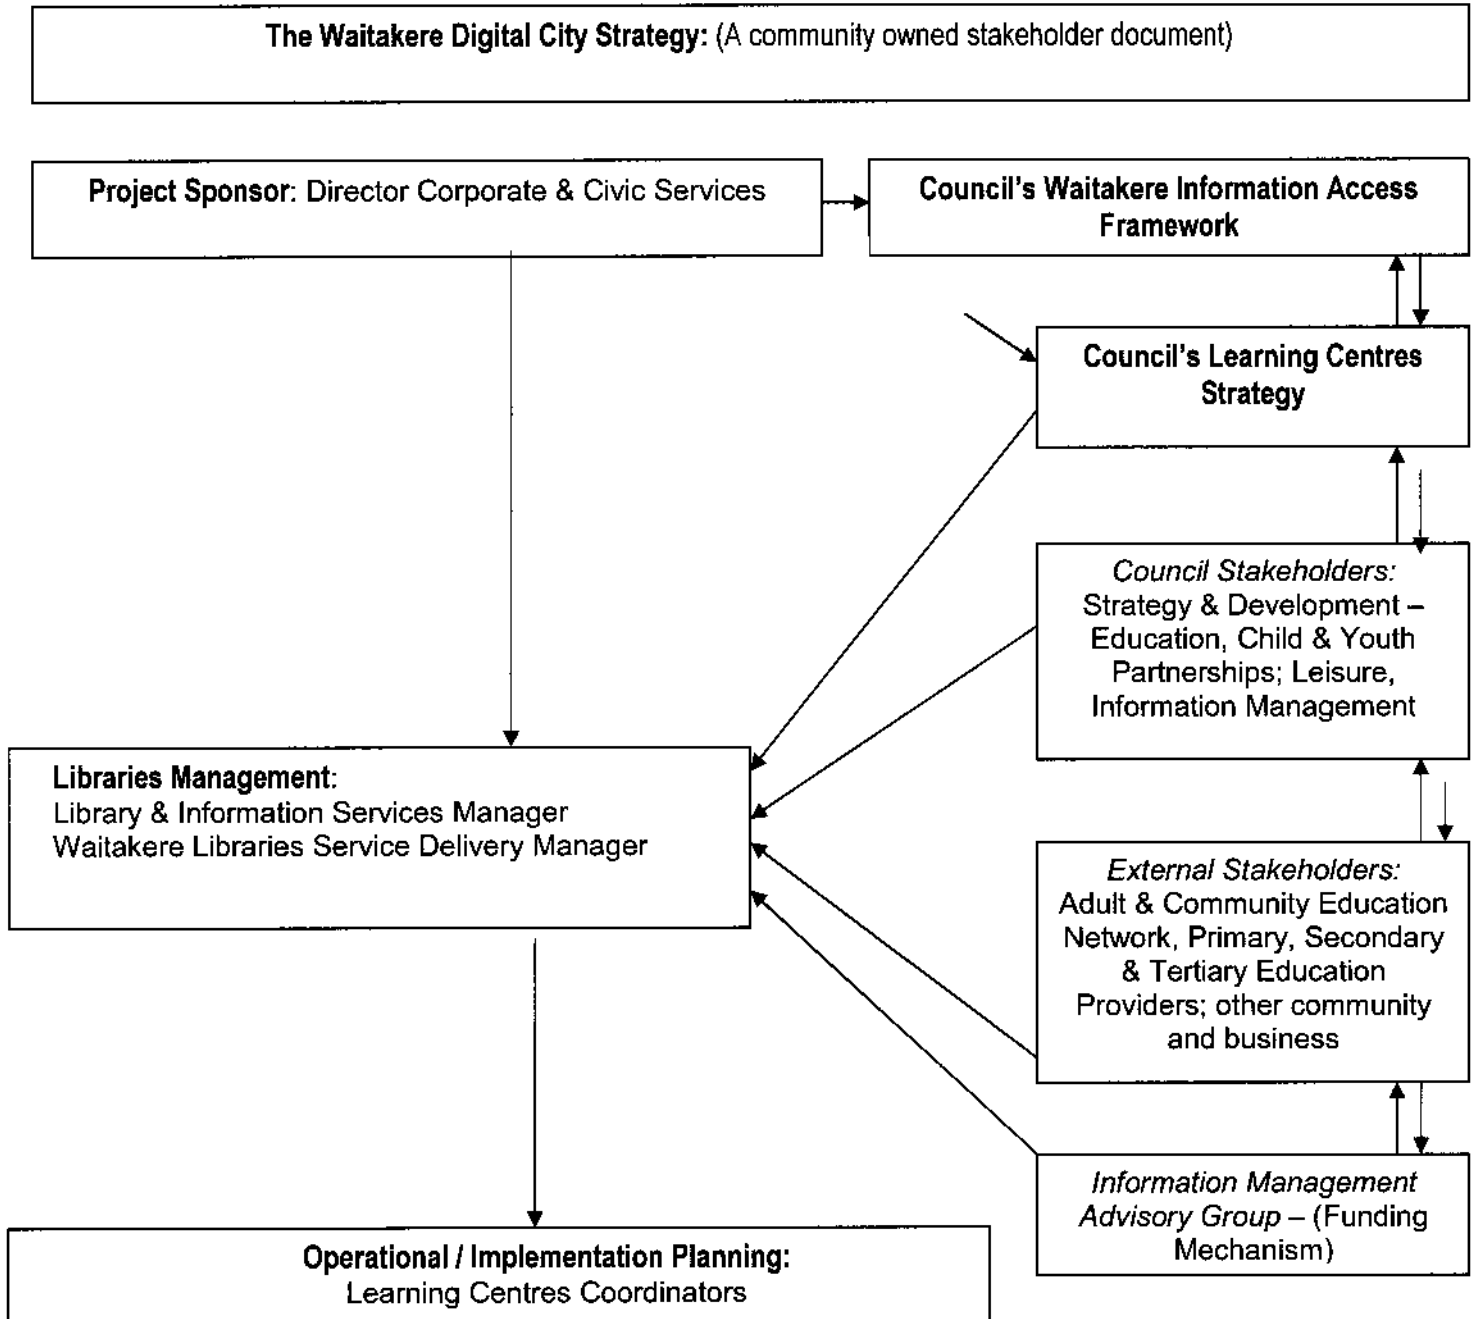 The Waitakere Digital City Strategy: (A community owned stakeholder document)
Project Sponsor: Director Corporate & Civic Services
Council's Waitakere Information Access
Framework
Council's Learning Centres
Strategy
Council Stakeholders:
Strategy & Development –
Education, Child & Youth
Partnerships; Leisure,
Information Management
Libraries Management:
Library & Information Services Manager
Waitakere Libraries Service Delivery Manager
External Stakeholders:
Adult & Community Education
Network, Primary, Secondary
& Tertiary Education
Providers; other community
and business
Information Management
Advisory Group – (Funding
Mechanism)
Operational / Implementation Planning:
Learning Centres Coordinators